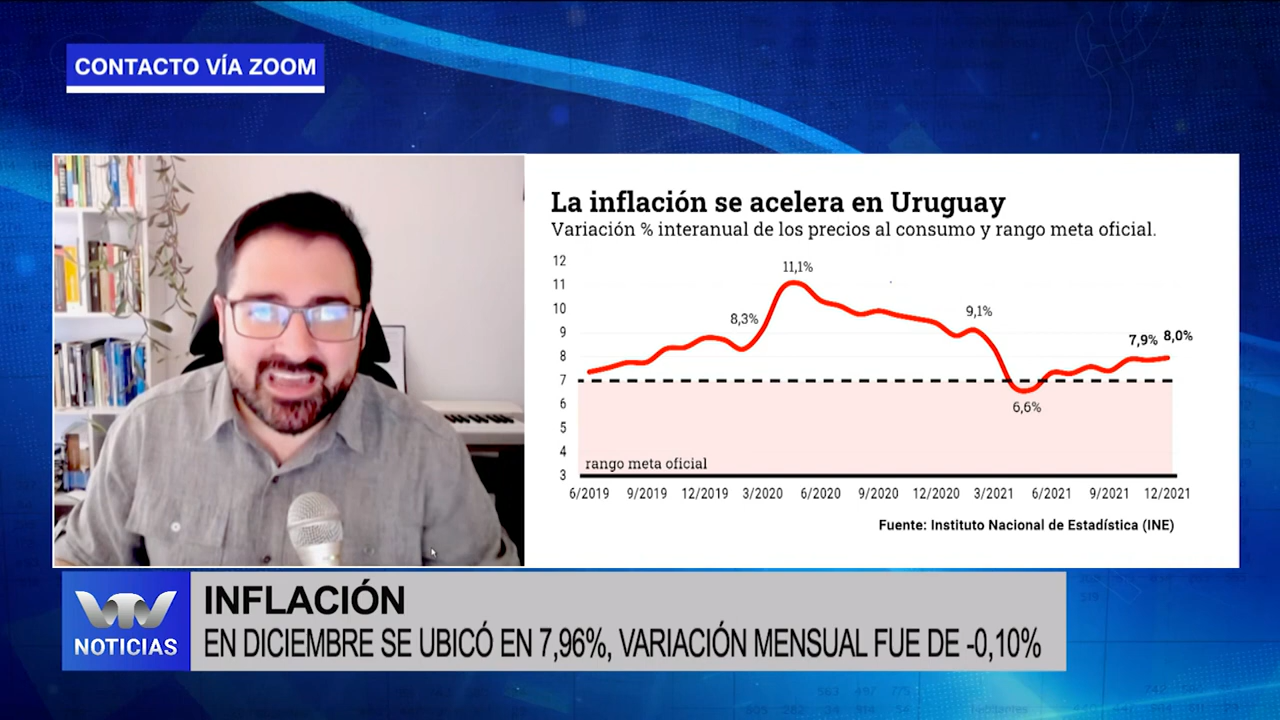 CONTACTO VÍA ZOOM
La inflación se acelera en Uruguay
Variación % interanual de los precios al consumo y rango meta oficial.
12
11
10
9
8
7
6
5
4
3
11,1%
8,3%
9,1%
7,9%
8,0%
6,6%
rango meta oficial
6/2019 9/2019 12/2019 3/2020 6/2020 9/2020 12/2020 3/2021 6/2021 9/2021 12/2021
Fuente: Instituto Nacional de Estadística (INE)
VTV
NOTICIAS
INFLACIÓN
EN DICIEMBRE SE UBICÓ EN 7,96%, VARIACIÓN MENSUAL FUE DE -0,10%